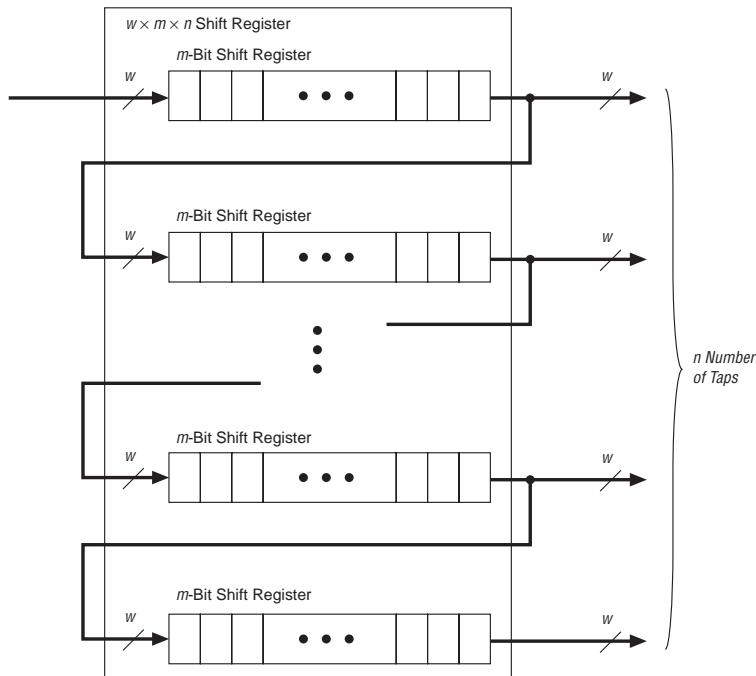 w × m × n Shift Register
m-Bit Shift Register
w
w
m-Bit Shift Register
w
w
n Number
of Taps
m-Bit Shift Register
w
w
m-Bit Shift Register
w
w